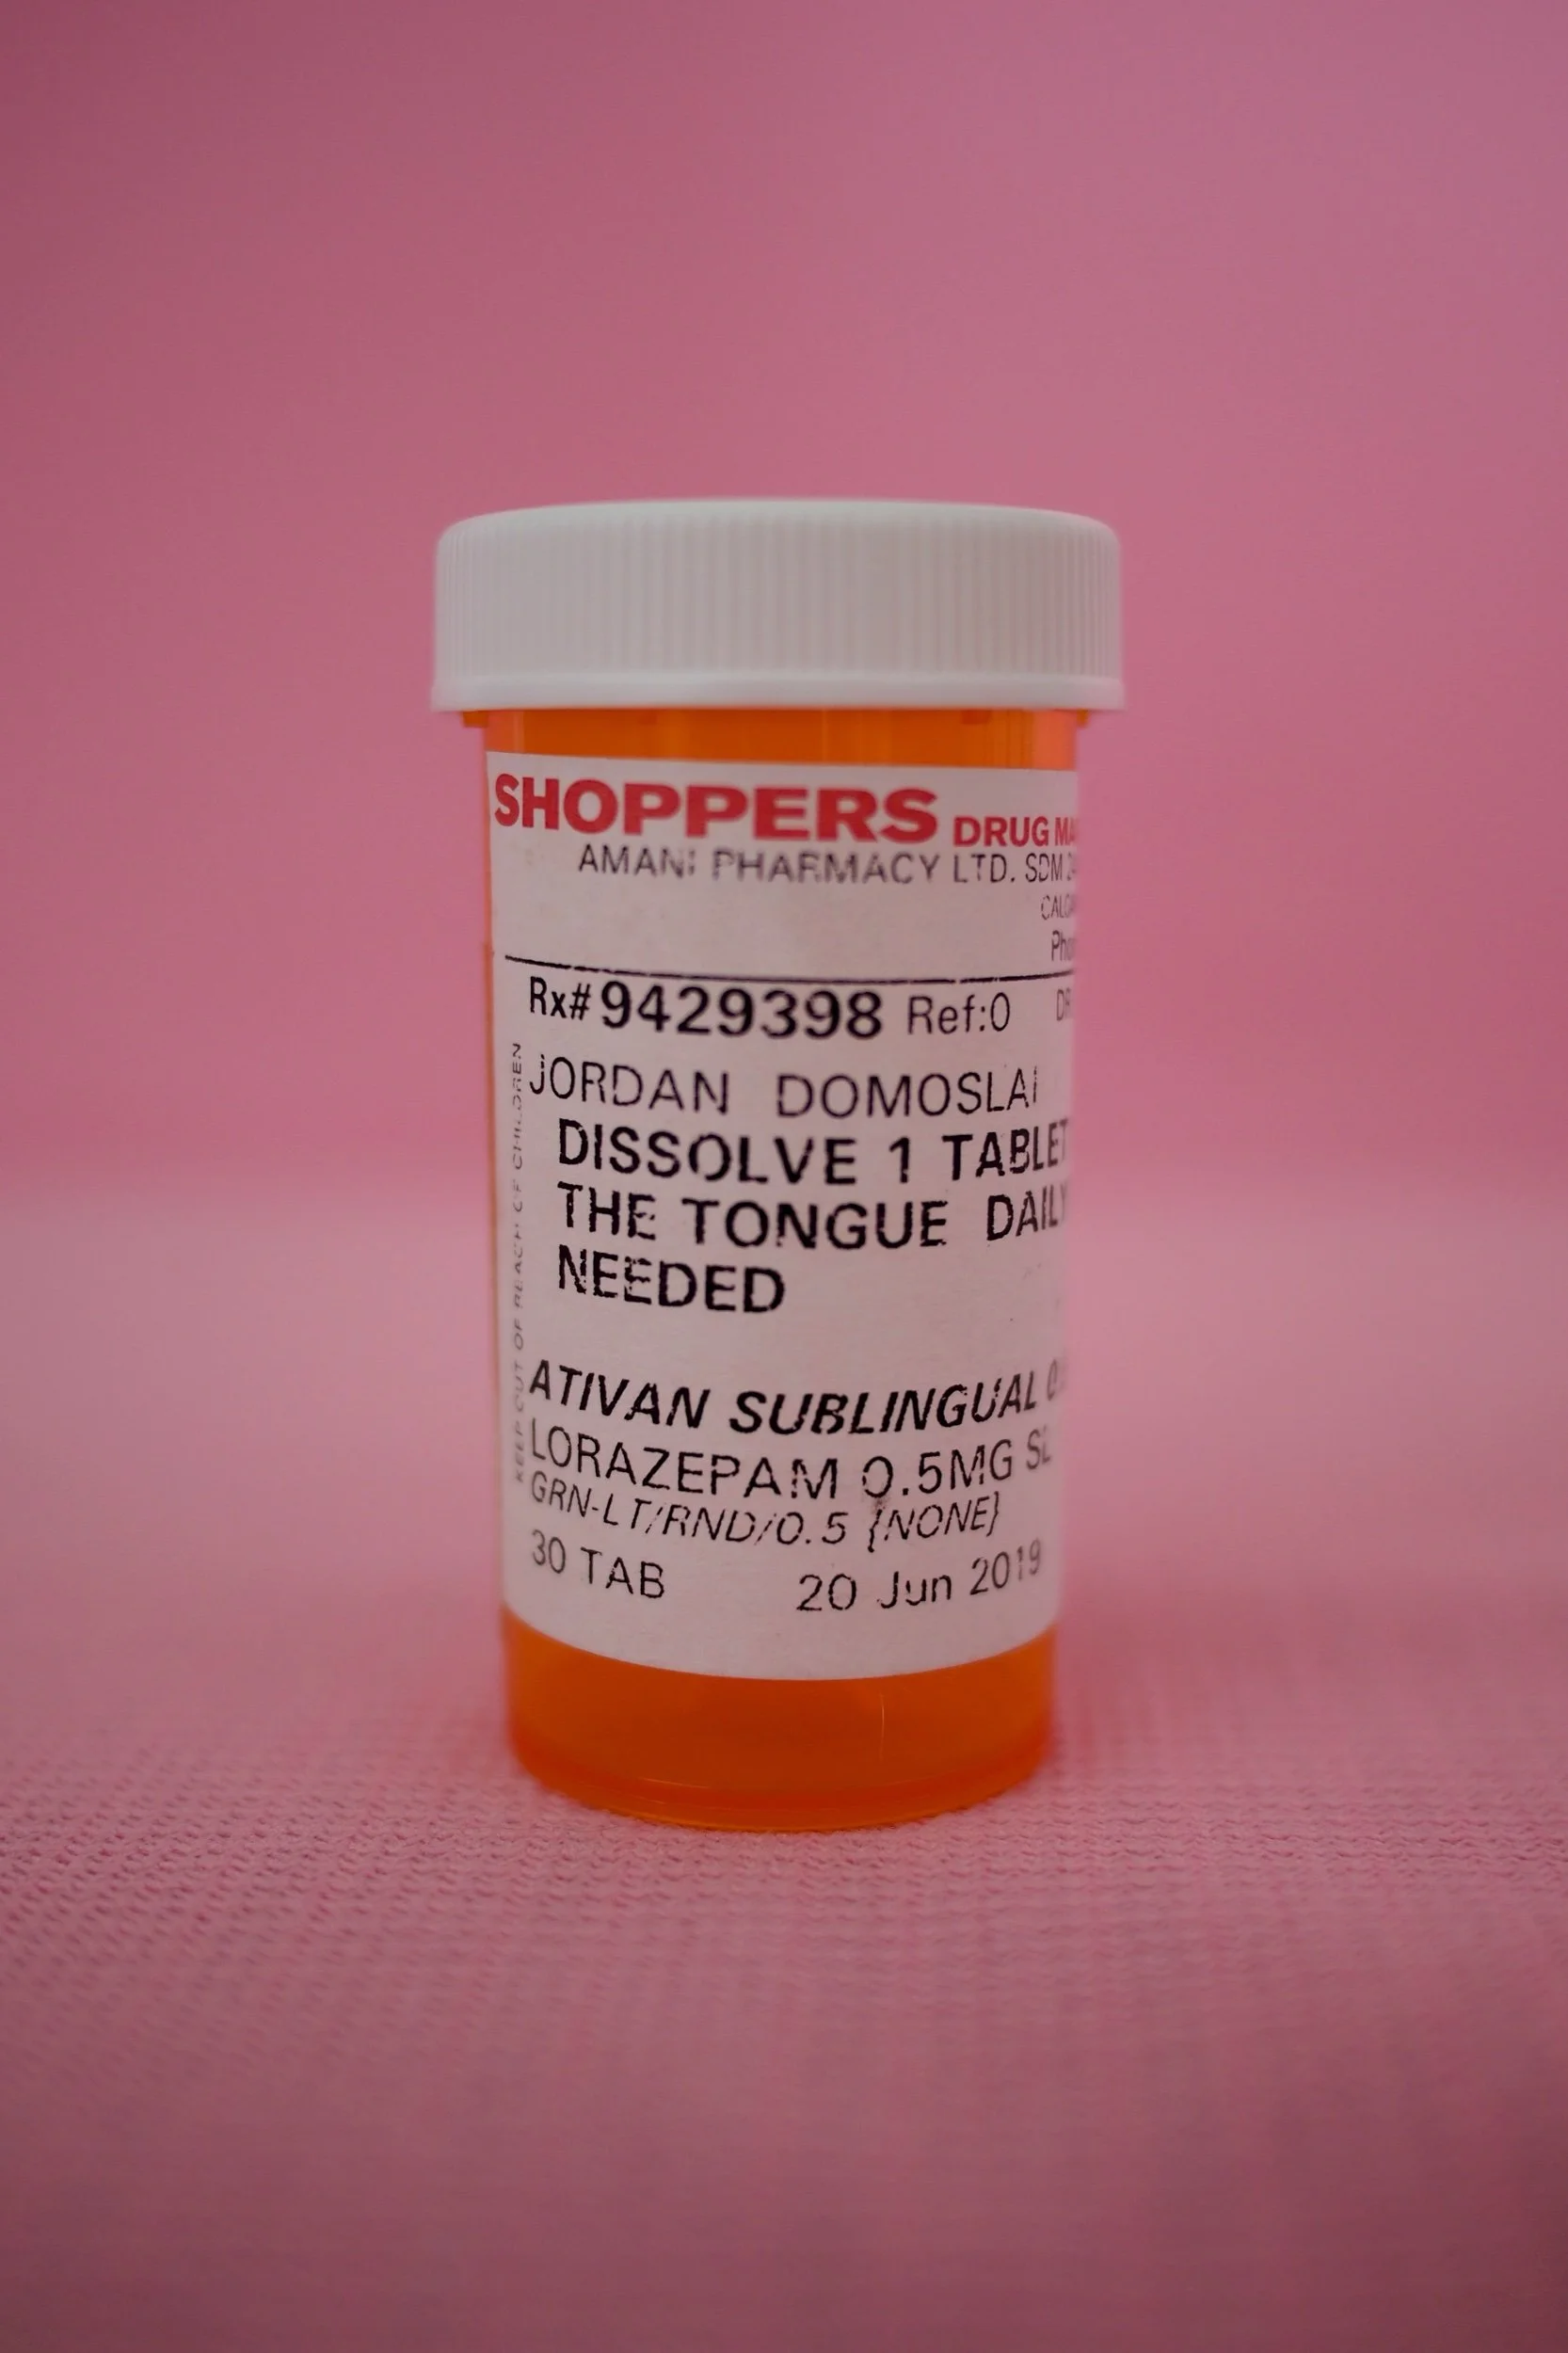 SHOPPERS DRUG
AMANI PHARMACY LTD. SDM
Rx# 9429398 Ref:0
JORDAN DOMOSLAI
DISSOLVE 1 TABLET
THE TONGUE DAILY
NEEDED
ATIVAN SUBLINGUAL
LORAZEPAM 0.5MG SL
GRN-LT/RND/0.5 {NONE}
30 TAB 20 Jun 2019
KEEP OUT OF REACH OF CHILDREN